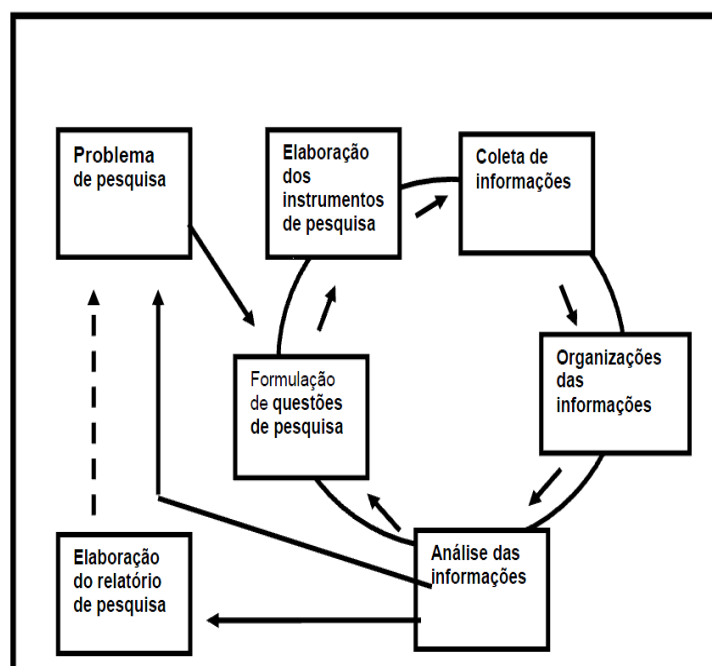 Problema
de pesquisa
Elaboração
dos
instrumentos
de pesquisa
Coleta de
informações
Organizações
das
informações
Formulação
de questões
de pesquisa
Análise das
informações
Elaboração
do relatório
de pesquisa